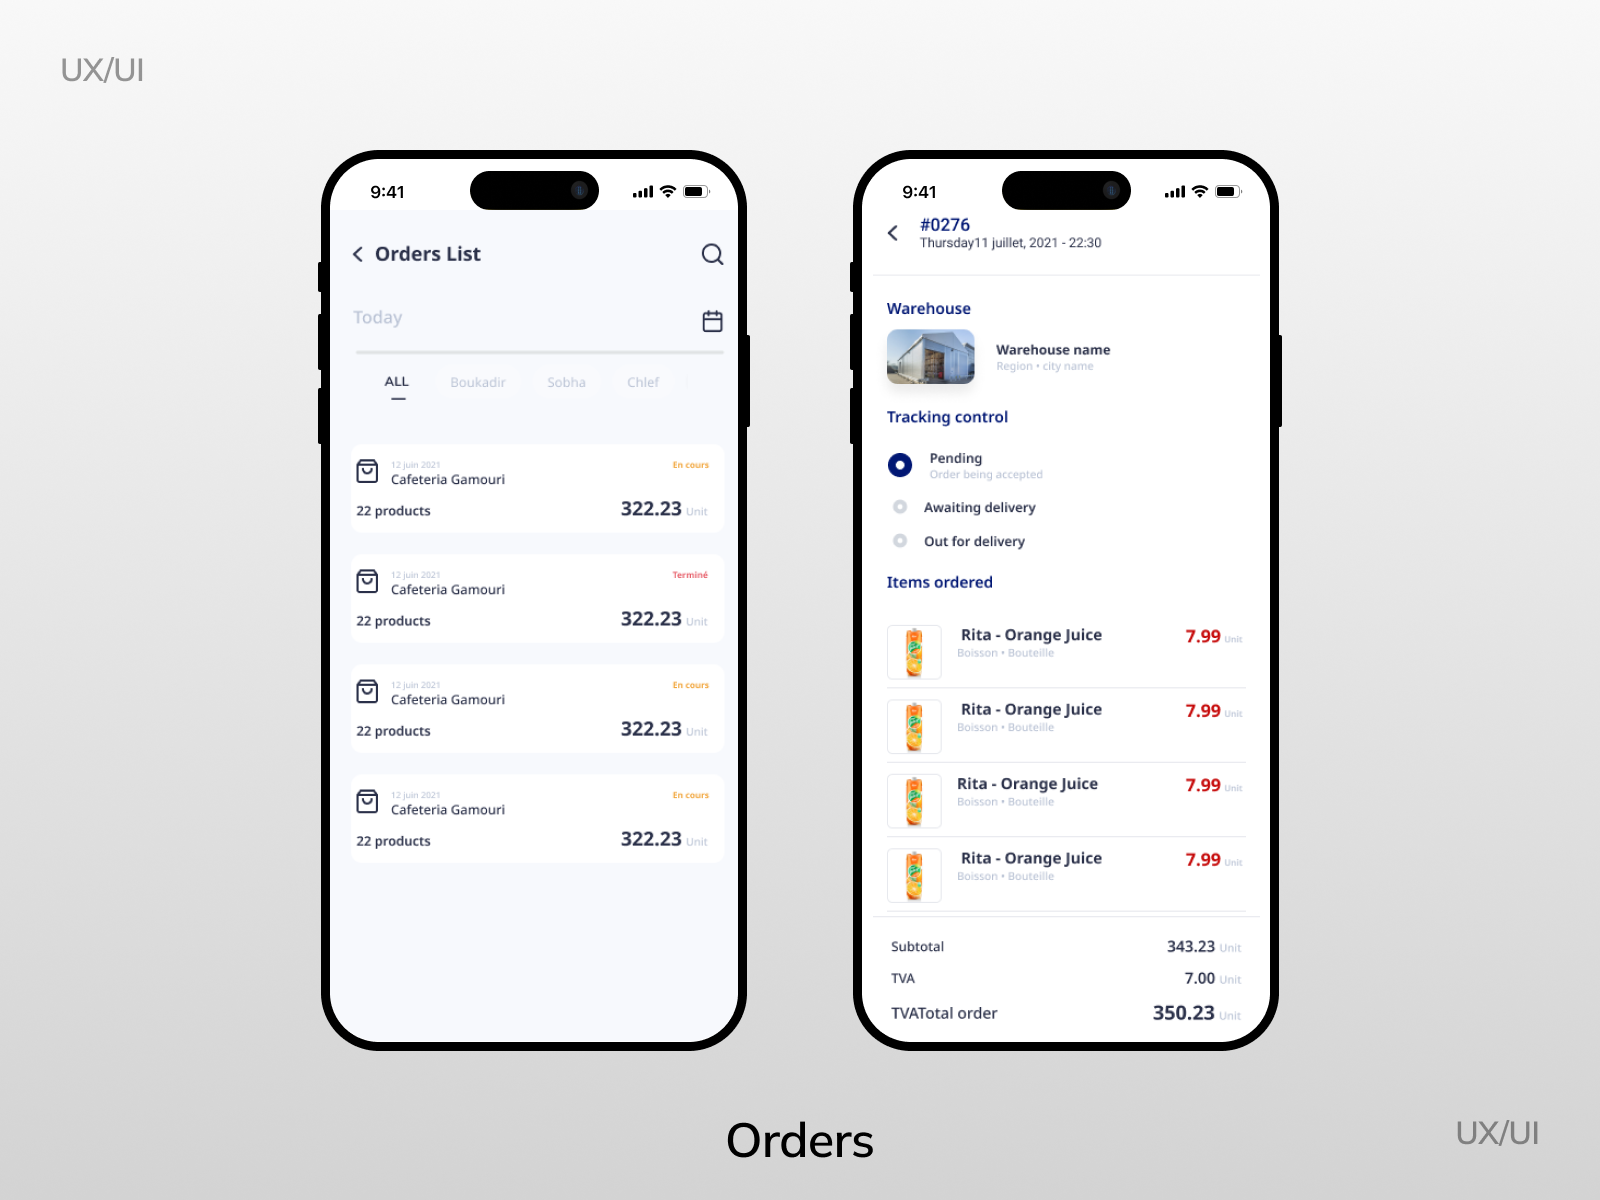 UX/UI
9:41
Orders List
Today
ALL Boukadir Sobha Chlef
12 juin 2021 En cours
Cafeteria Gamouri
22 products 322.23 Unit
12 juin 2021 Terminé
Cafeteria Gamouri
22 products 322.23 Unit
12 juin 2021 En cours
Cafeteria Gamouri
22 products 322.23 Unit
12 juin 2021 En cours
Cafeteria Gamouri
22 products 322.23 Unit
9:41
#0276
Thursday11 juillet, 2021 - 22:30
Warehouse
Warehouse name
Region • city name
Tracking control
Pending
Order being accepted
Awaiting delivery
Out for delivery
Items ordered
Rita - Orange Juice 7.99 Unit
Boisson • Bouteille
Rita - Orange Juice 7.99 Unit
Boisson • Bouteille
Rita - Orange Juice 7.99 Unit
Boisson • Bouteille
Rita - Orange Juice 7.99 Unit
Boisson • Bouteille
Subtotal 343.23 Unit
TVA 7.00 Unit
TVATotal order 350.23 Unit
Orders
UX/UI